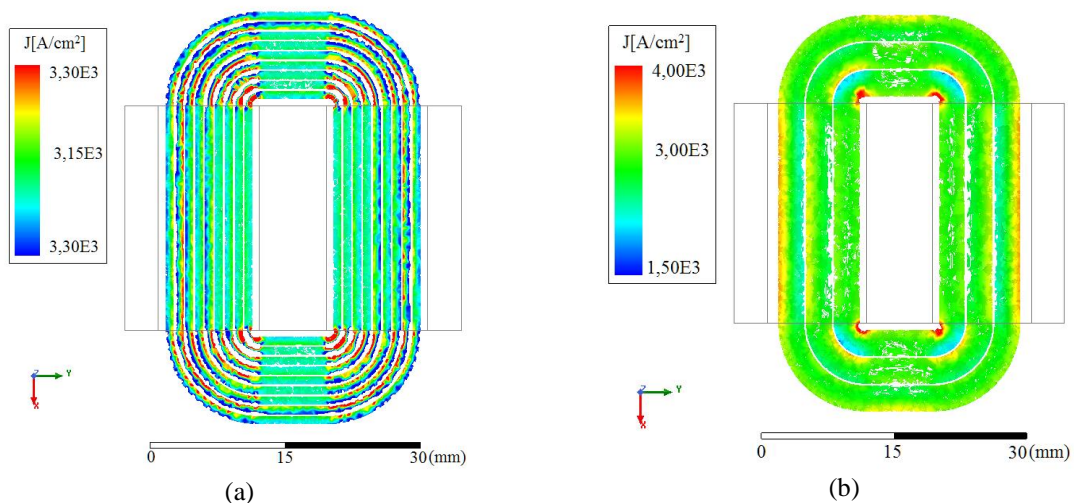 J[A/cm²]
3,30E3
3,15E3
3,30E3
Z
Y
X
0 15 30(mm)
(a)
J[A/cm²]
4,00E3
3,00E3
1,50E3
Z
Y
X
0 15 30(mm)
(b)